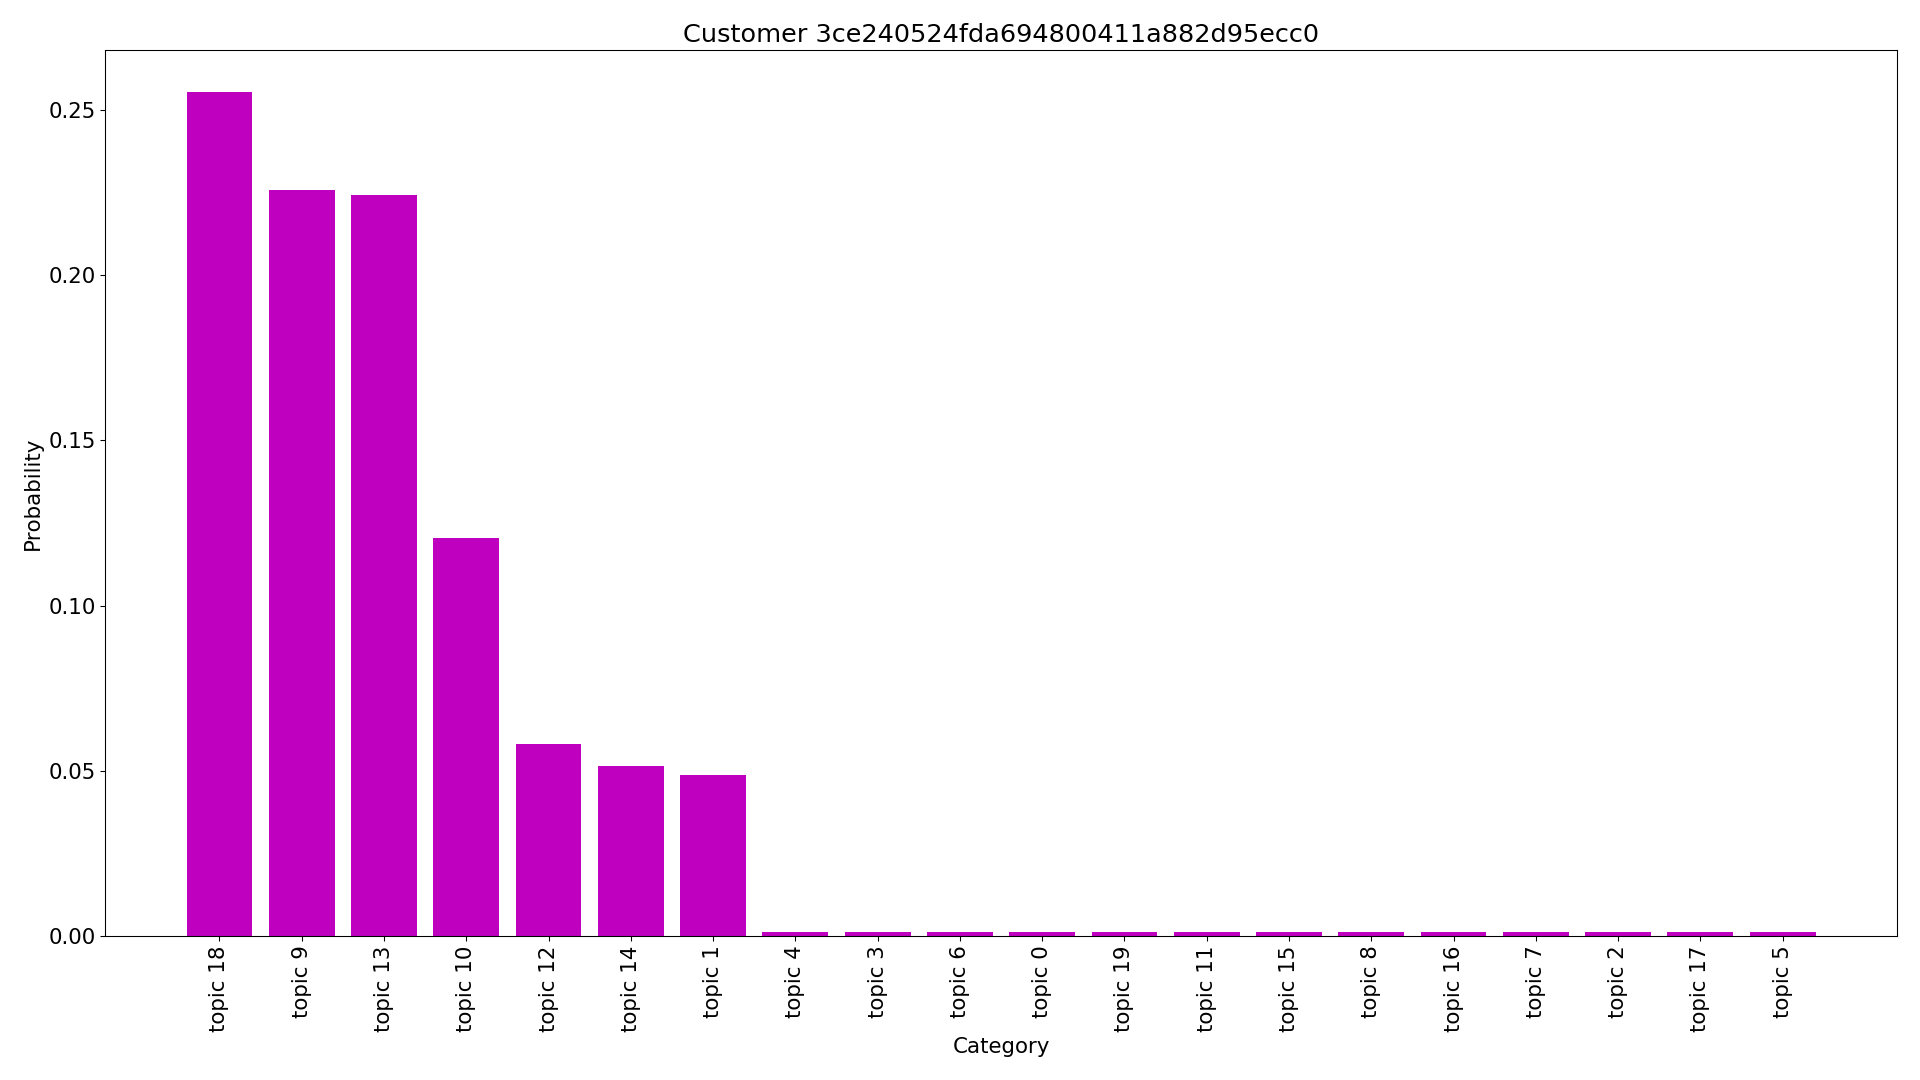 Customer 3ce240524fda694800411a882d95ecc0
Probability
0.25
0.20
0.15
0.10
0.05
0.00
topic 18
topic 9
topic 13
topic 10
topic 12
topic 14
topic 1
topic 4
topic 3
topic 6
topic 0
topic 19
topic 11
topic 15
topic 8
topic 16
topic 7
topic 2
topic 17
topic 5
Category